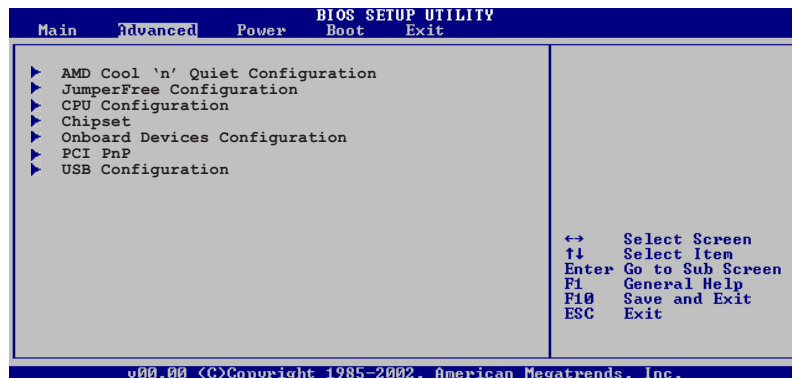 BIOS SETUP UTILITY
Main Advanced Power Boot Exit
AMD Cool ‘n’ Quiet Configuration
JumperFree Configuration
CPU Configuration
Chipset
Onboard Devices Configuration
PCI PnP
USB Configuration
↔ Select Screen
↑↓ Select Item
Enter Go to Sub Screen
F1 General Help
F10 Save and Exit
ESC Exit
v00.00 (C)Copyright 1985-2002, American Megatrends, Inc.